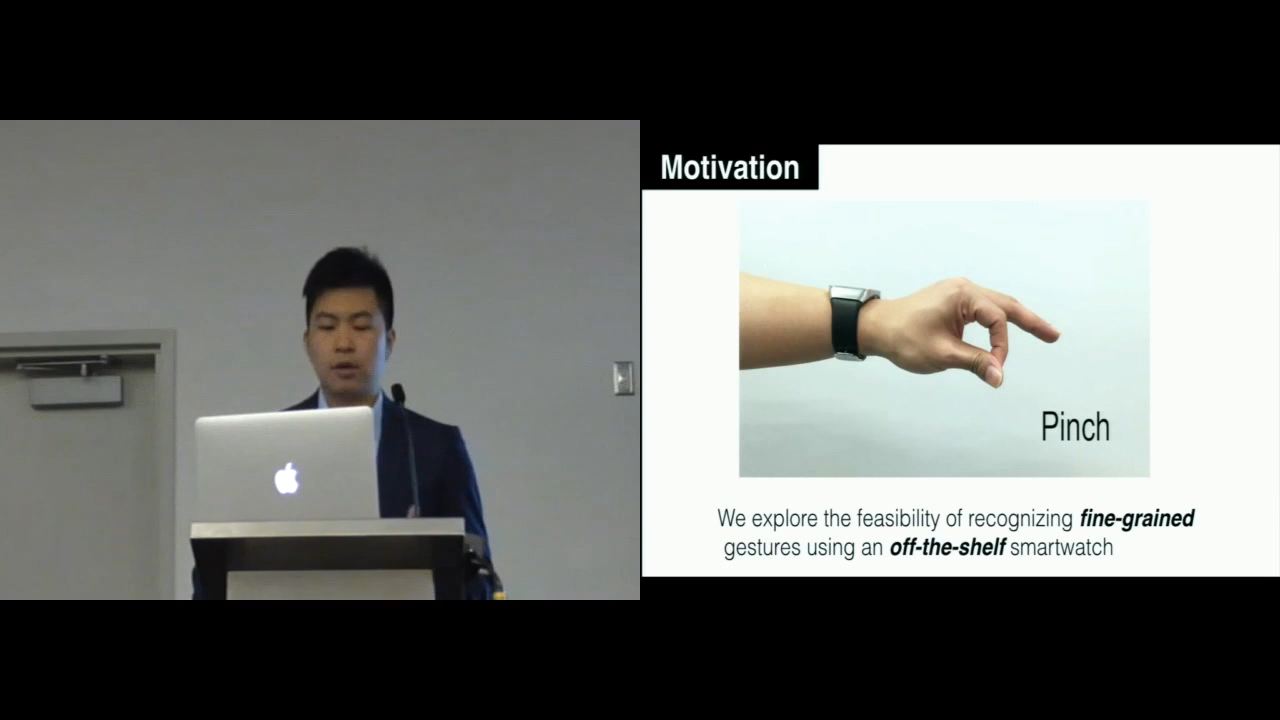 Motivation
Pinch
We explore the feasibility of recognizing fine-grained
gestures using an off-the-shelf smartwatch